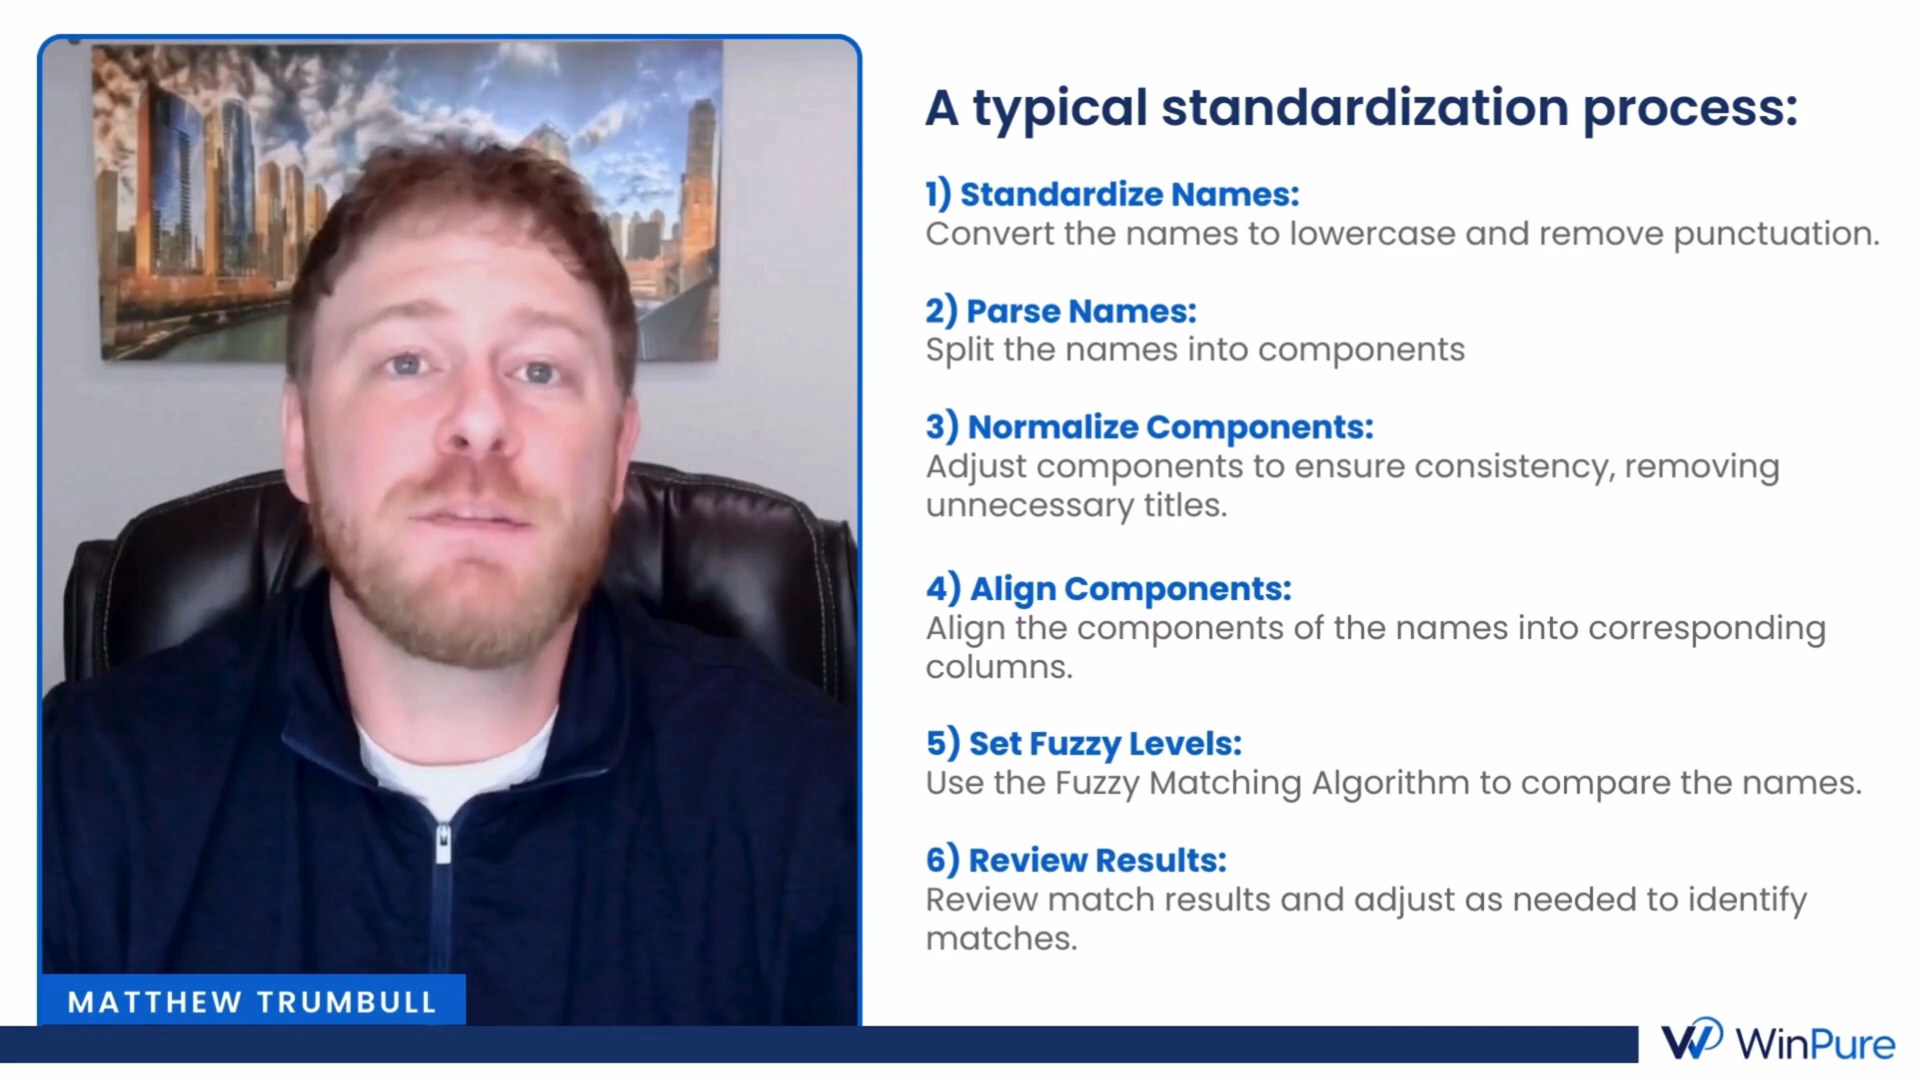 A typical standardization process:
1) Standardize Names:
Convert the names to lowercase and remove punctuation.
2) Parse Names:
Split the names into components
3) Normalize Components:
Adjust components to ensure consistency, removing
unnecessary titles.
4) Align Components:
Align the components of the names into corresponding
columns.
5) Set Fuzzy Levels:
Use the Fuzzy Matching Algorithm to compare the names.
6) Review Results:
Review match results and adjust as needed to identify
matches.
MATTHEW TRUMBULL
WinPure